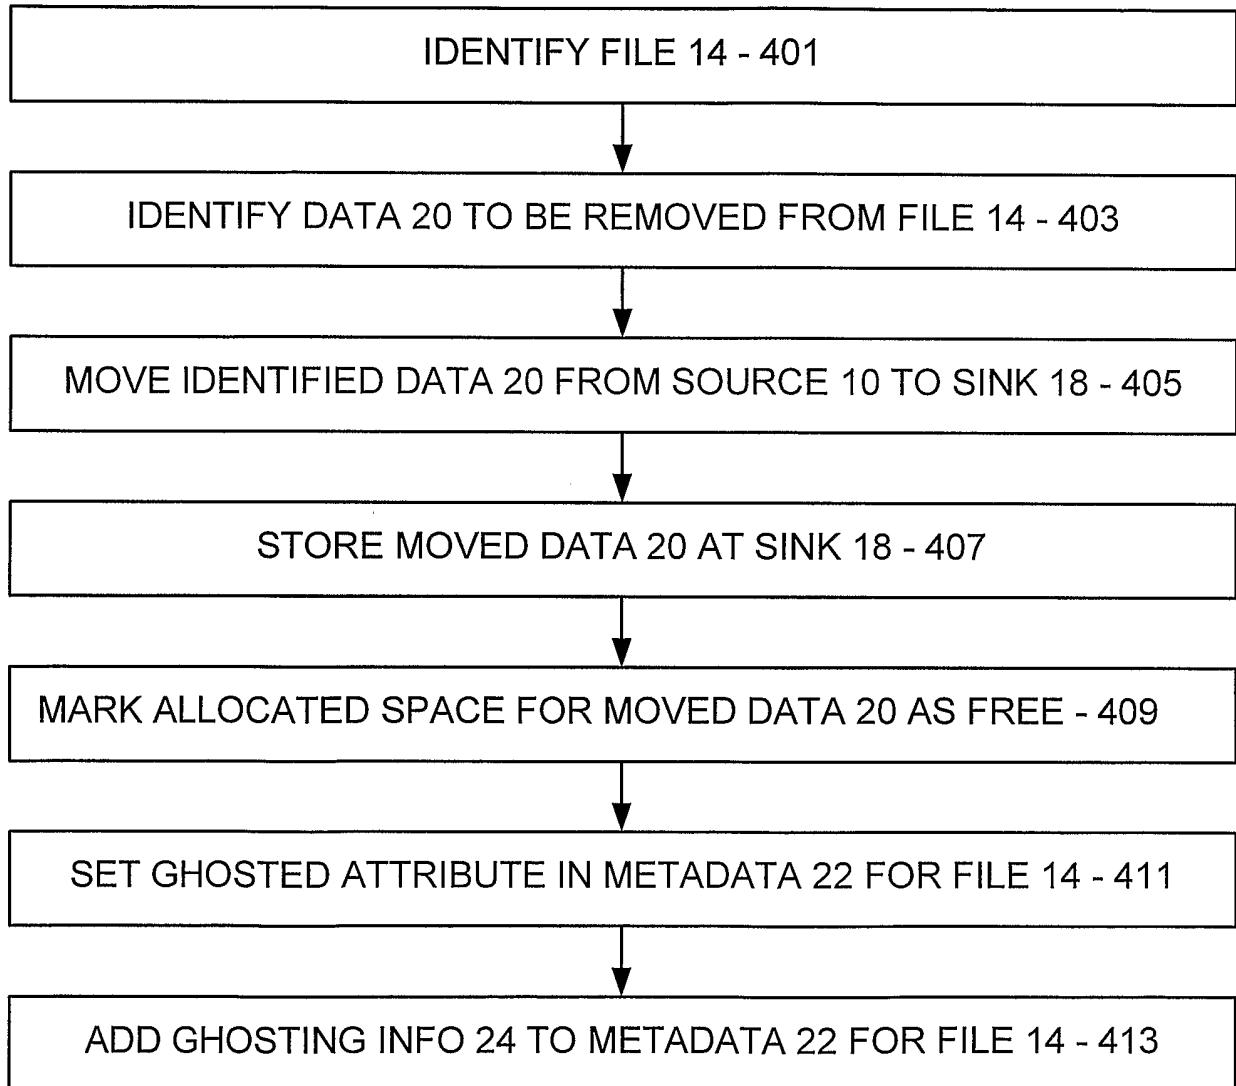 IDENTIFY FILE 14 - 401
IDENTIFY DATA 20 TO BE REMOVED FROM FILE 14 - 403
MOVE IDENTIFIED DATA 20 FROM SOURCE 10 TO SINK 18 - 405
STORE MOVED DATA 20 AT SINK 18 - 407
MARK ALLOCATED SPACE FOR MOVED DATA 20 AS FREE - 409
SET GHOSTED ATTRIBUTE IN METADATA 22 FOR FILE 14 - 411
ADD GHOSTING INFO 24 TO METADATA 22 FOR FILE 14 - 413